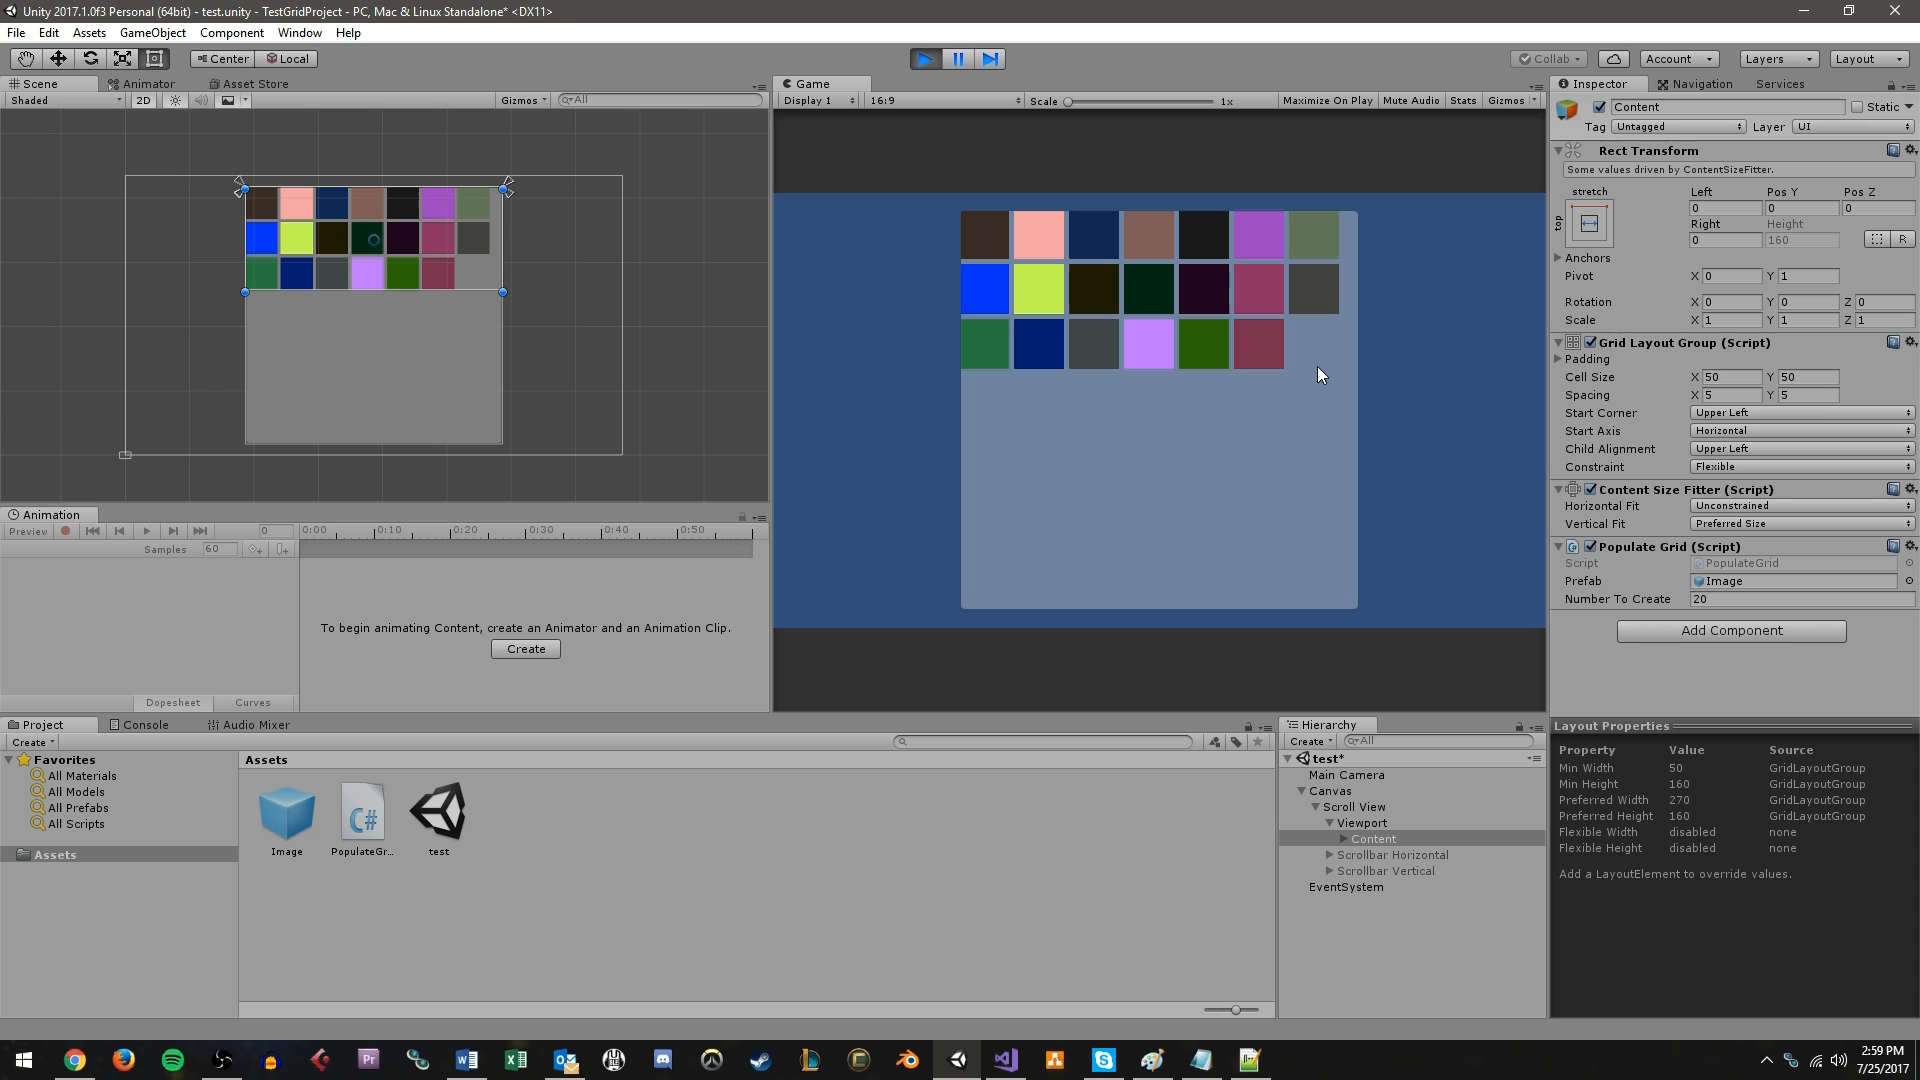 Unity 2017.1.0f3 Personal (64bit) - test.unity - TestGridProject - PC, Mac & Linux Standalone* <DX11>
File Edit Assets GameObject Component Window Help
Center Local
Collab Account Layers Layout
Scene Animator Asset Store
Shaded 2D Gizmos All
Game
Display 1 16:9 Scale 1x Maximize On Play Mute Audio Stats Gizmos
Inspector Navigation Services
Content Static
Tag Untagged Layer UI
Rect Transform
Some values driven by ContentSizeFitter.
stretch Left Pos Y Pos Z
top 0 0 0
Right Height
0 160 R
Anchors
Pivot X 0 Y 1
Rotation X 0 Y 0 Z 0
Scale X 1 Y 1 Z 1
Grid Layout Group (Script)
Padding
Cell Size X 50 Y 50
Spacing X 5 Y 5
Start Corner Upper Left
Start Axis Horizontal
Child Alignment Upper Left
Constraint Flexible
Content Size Fitter (Script)
Horizontal Fit Unconstrained
Vertical Fit Preferred Size
Populate Grid (Script)
Script PopulateGrid
Prefab Image
Number To Create 20
Add Component
Animation
Preview 0 0:00 0:10 0:20 0:30 0:40 0:50
Samples 60
To begin animating Content, create an Animator and an Animation Clip.
Create
Dopesheet Curves
Project Console Audio Mixer
Create
Favorites
All Materials
All Models
All Prefabs
All Scripts
Assets
Assets
Image PopulateGr... test
Hierarchy
Create All
test*
Main Camera
Canvas
Scroll View
Viewport
Content
Scrollbar Horizontal
Scrollbar Vertical
EventSystem
Layout Properties
Property Value Source
Min Width 50 GridLayoutGroup
Min Height 160 GridLayoutGroup
Preferred Width 270 GridLayoutGroup
Preferred Height 160 GridLayoutGroup
Flexible Width disabled none
Flexible Height disabled none
Add a LayoutElement to override values.
2:59 PM
7/25/2017